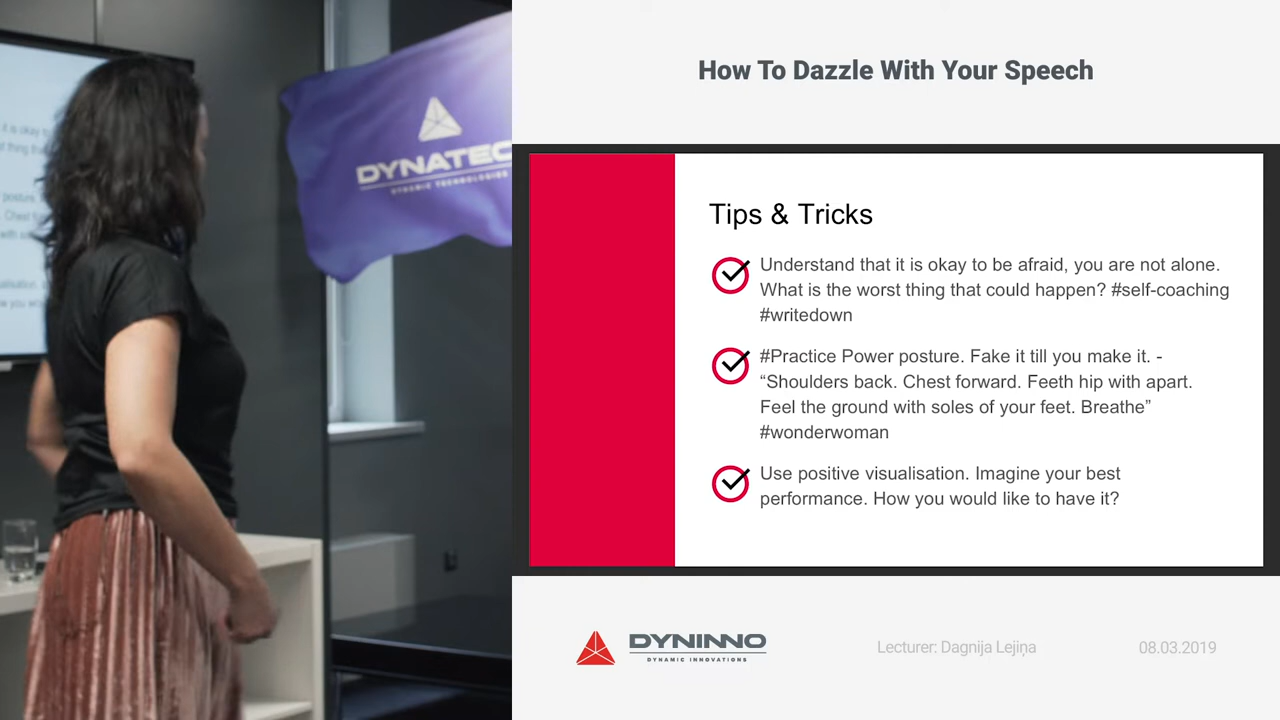 How To Dazzle With Your Speech
DYNATEC
DYNAMIC TECHNOLOGIES
Tips & Tricks
Understand that it is okay to be afraid, you are not alone.
What is the worst thing that could happen? #self-coaching
#writedown
#Practice Power posture. Fake it till you make it. -
“Shoulders back. Chest forward. Feeth hip with apart.
Feel the ground with soles of your feet. Breathe”
#wonderwoman
Use positive visualisation. Imagine your best
performance. How you would like to have it?
DYNINNO
DYNAMIC INNOVATIONS
Lecturer: Dagnija Lejiņa
08.03.2019